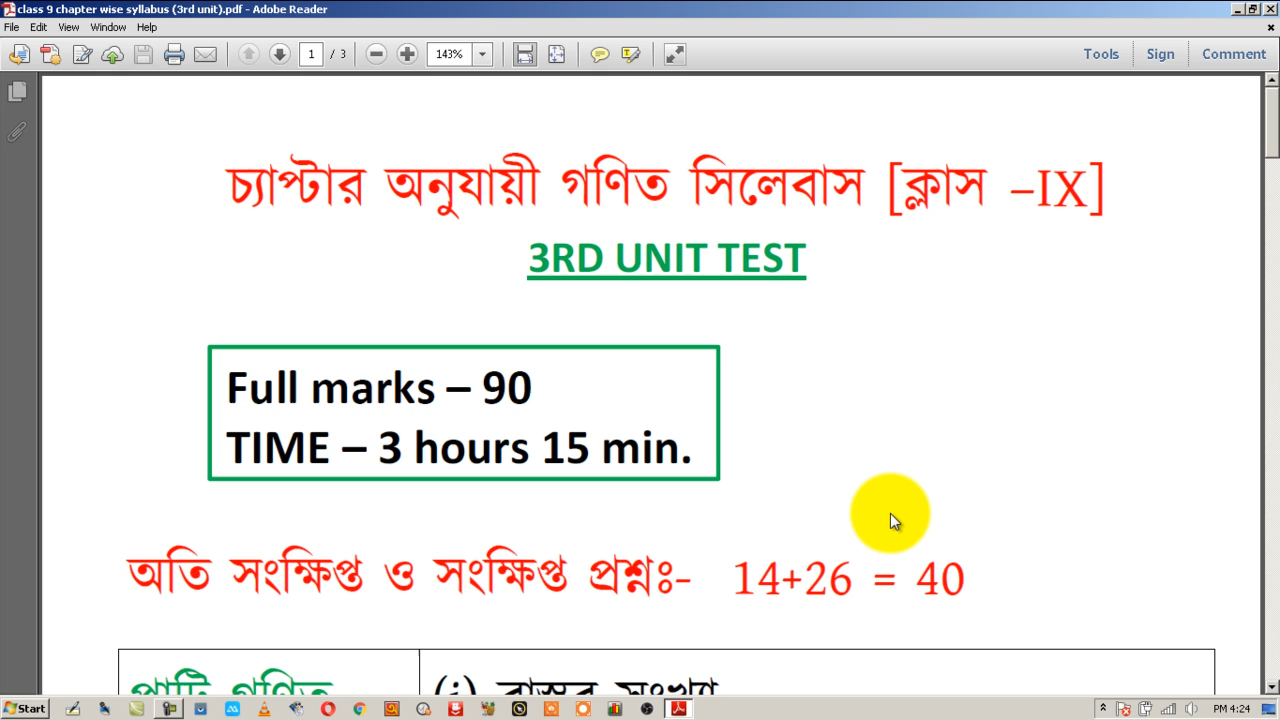 class 9 chapter wise syllabus (3rd unit).pdf - Adobe Reader
File Edit View Window Help
1 / 3 143% Tools Sign Comment
চ্যাপ্টার অনুযায়ী গণিত সিলেবাস [ক্লাস –IX]
3RD UNIT TEST
Full marks – 90
TIME – 3 hours 15 min.
অতি সংক্ষিপ্ত ও সংক্ষিপ্ত প্রশ্নঃ- 14+26 = 40
পাটি গণিত (i) বাস্তব সংখ্যা
Start PM 4:24